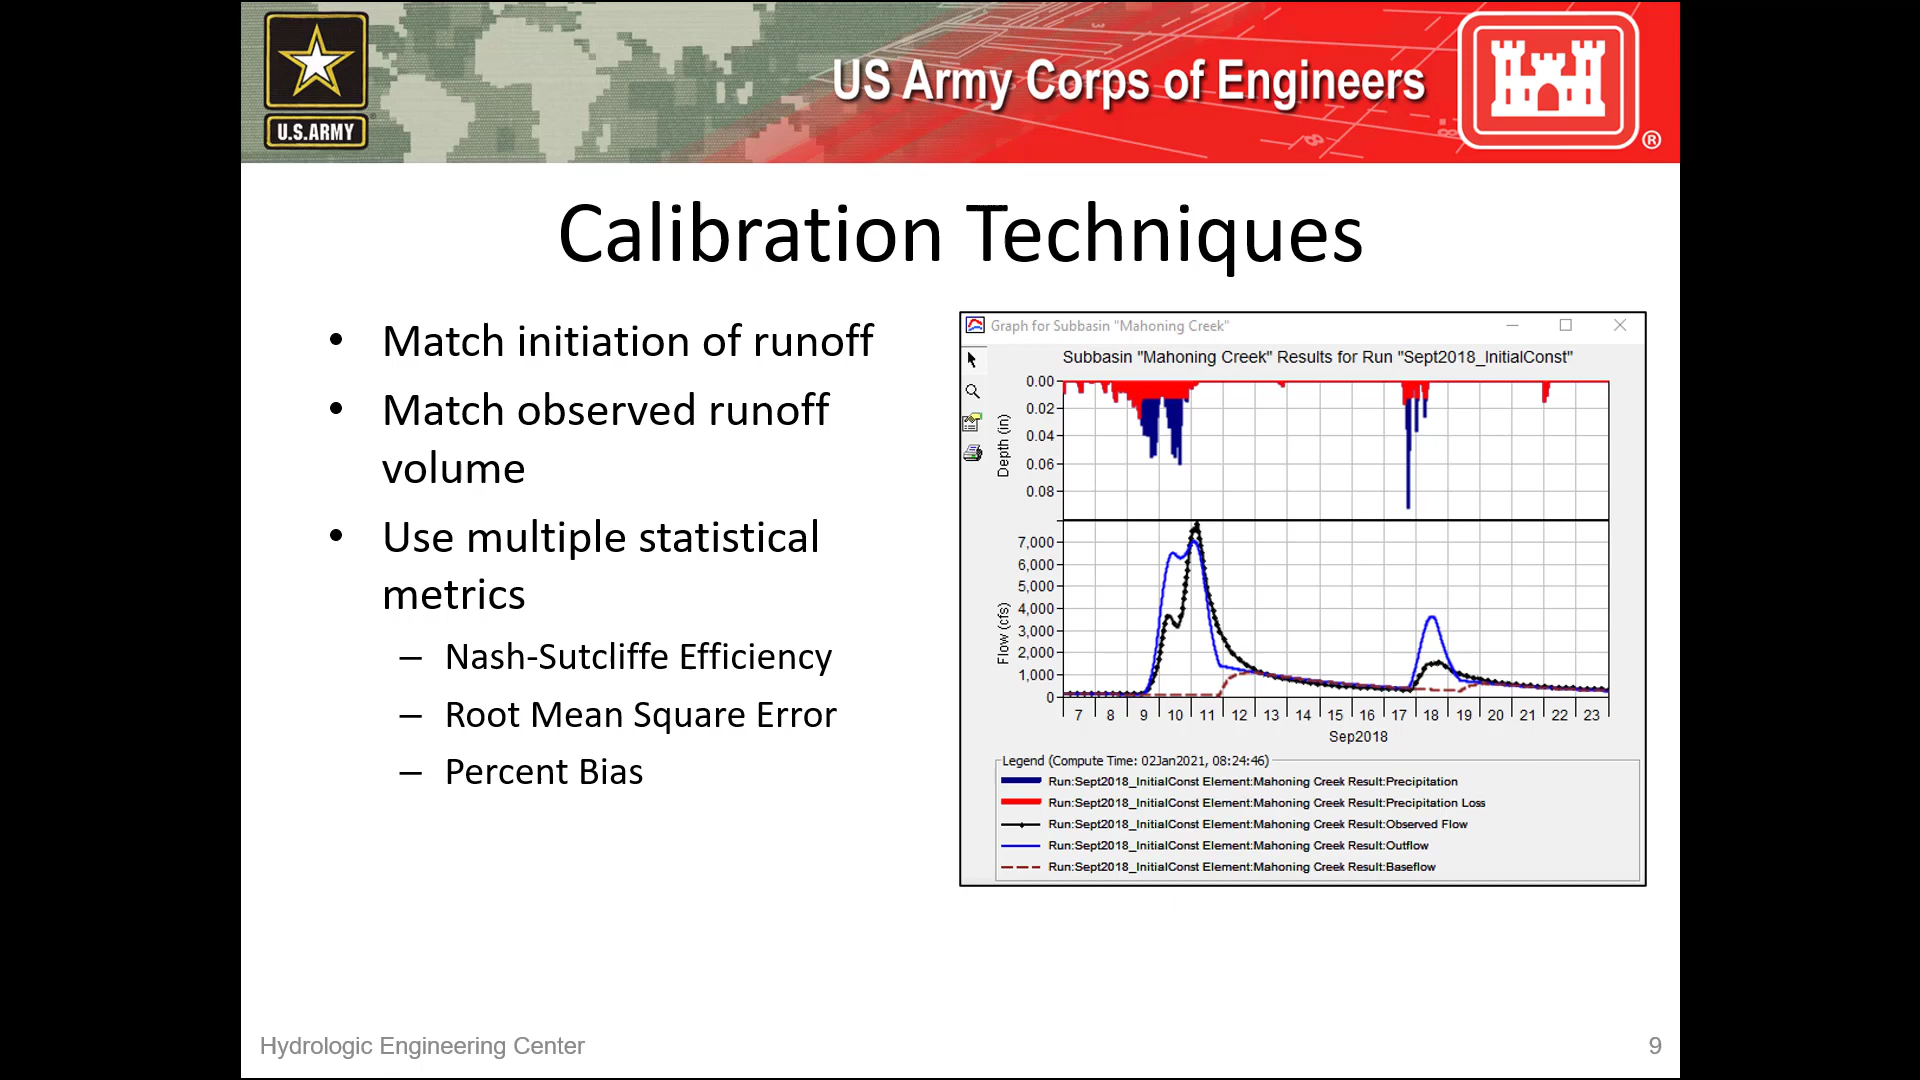 US Army Corps of Engineers
U.S.ARMY
®
Calibration Techniques
• Match initiation of runoff
• Match observed runoff
volume
• Use multiple statistical
metrics
– Nash-Sutcliffe Efficiency
– Root Mean Square Error
– Percent Bias
Graph for Subbasin "Mahoning Creek"
Subbasin "Mahoning Creek" Results for Run "Sept2018_InitialConst"
Depth (in)
0.00
0.02
0.04
0.06
0.08
Flow (cfs)
7,000
6,000
5,000
4,000
3,000
2,000
1,000
0
7 8 9 10 11 12 13 14 15 16 17 18 19 20 21 22 23
Sep2018
Legend (Compute Time: 02Jan2021, 08:24:46)
Run:Sept2018_InitialConst Element:Mahoning Creek Result:Precipitation
Run:Sept2018_InitialConst Element:Mahoning Creek Result:Precipitation Loss
Run:Sept2018_InitialConst Element:Mahoning Creek Result:Observed Flow
Run:Sept2018_InitialConst Element:Mahoning Creek Result:Outflow
Run:Sept2018_InitialConst Element:Mahoning Creek Result:Baseflow
Hydrologic Engineering Center
9